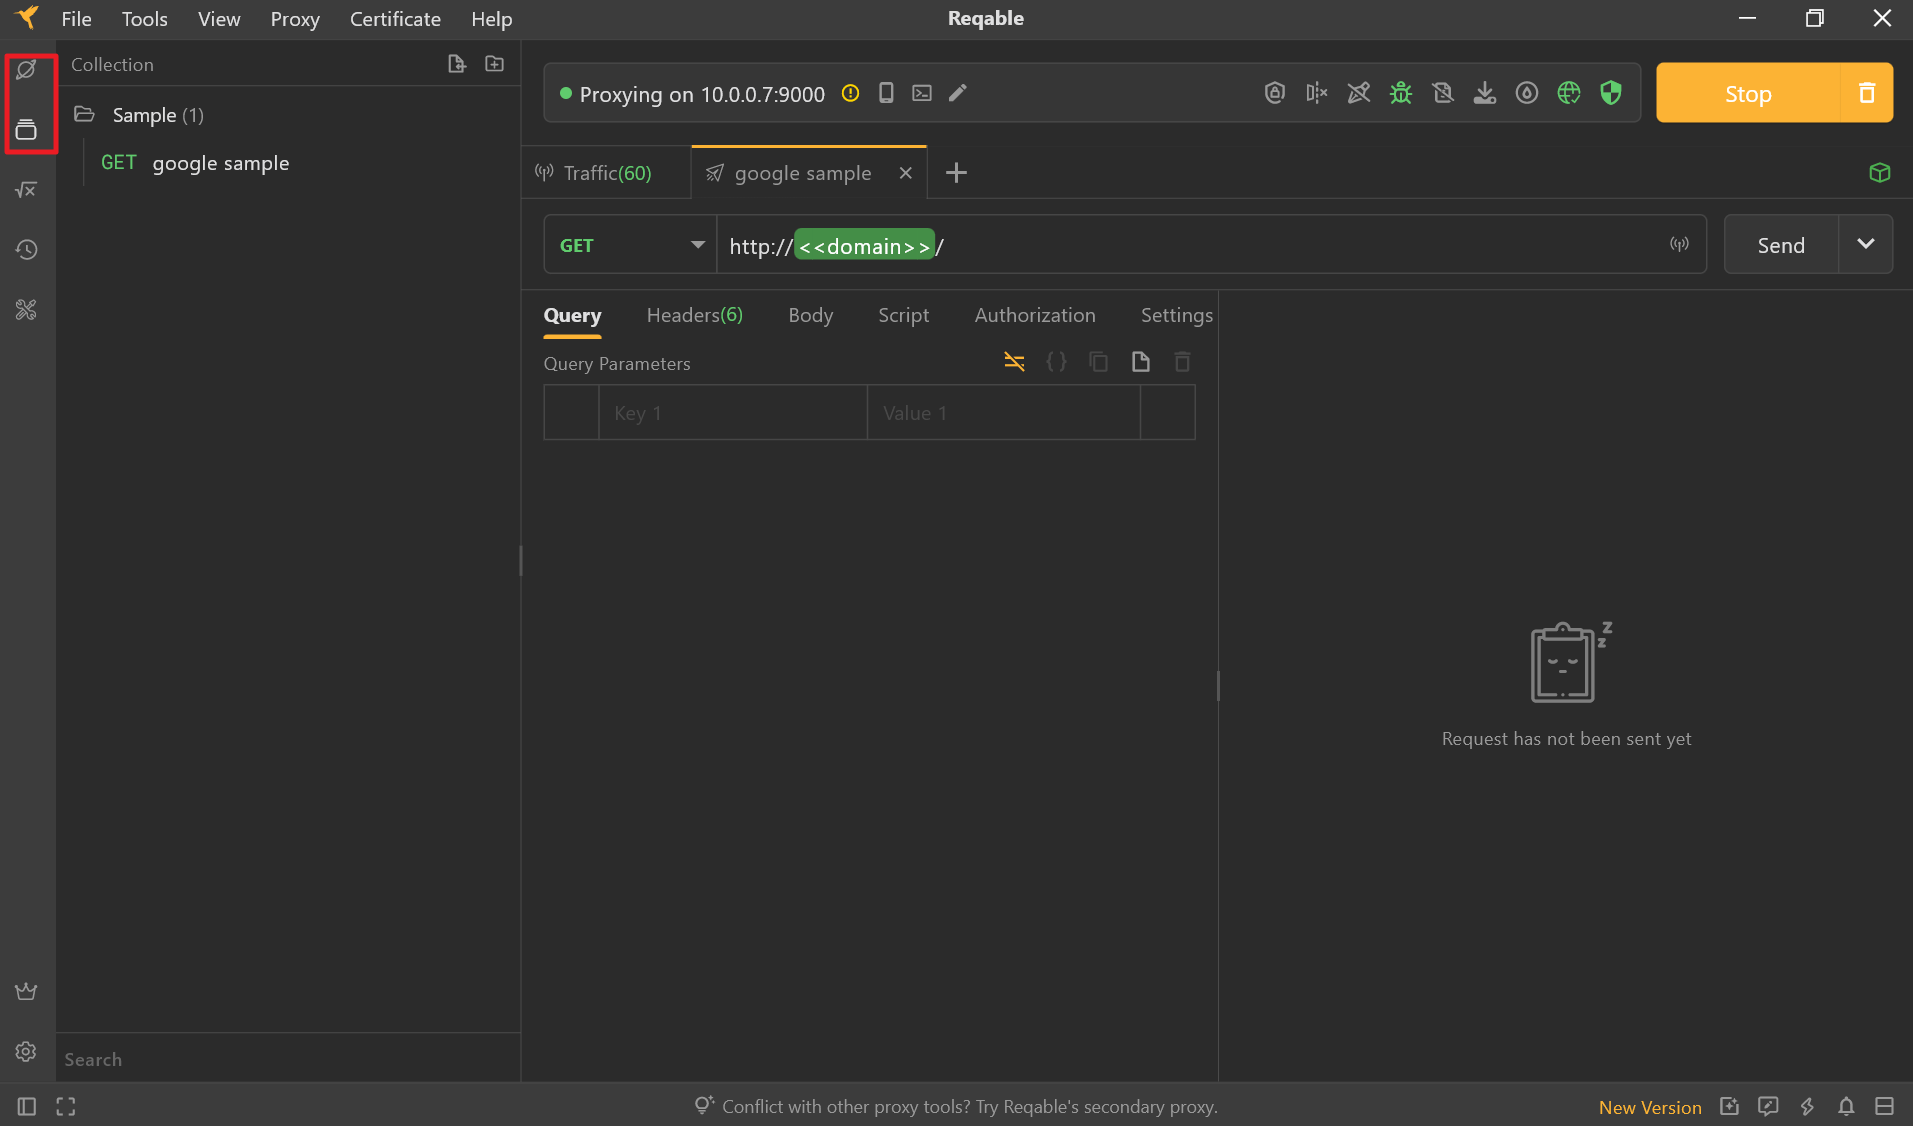 File Tools View Proxy Certificate Help Reqable
Collection
Sample (1)
GET google sample
Proxying on 10.0.0.7:9000
Stop
Traffic(60) google sample
GET http://<<domain>>/ Send
Query Headers(6) Body Script Authorization Settings
Query Parameters
Key 1 Value 1
Request has not been sent yet
Search
Conflict with other proxy tools? Try Reqable's secondary proxy.
New Version